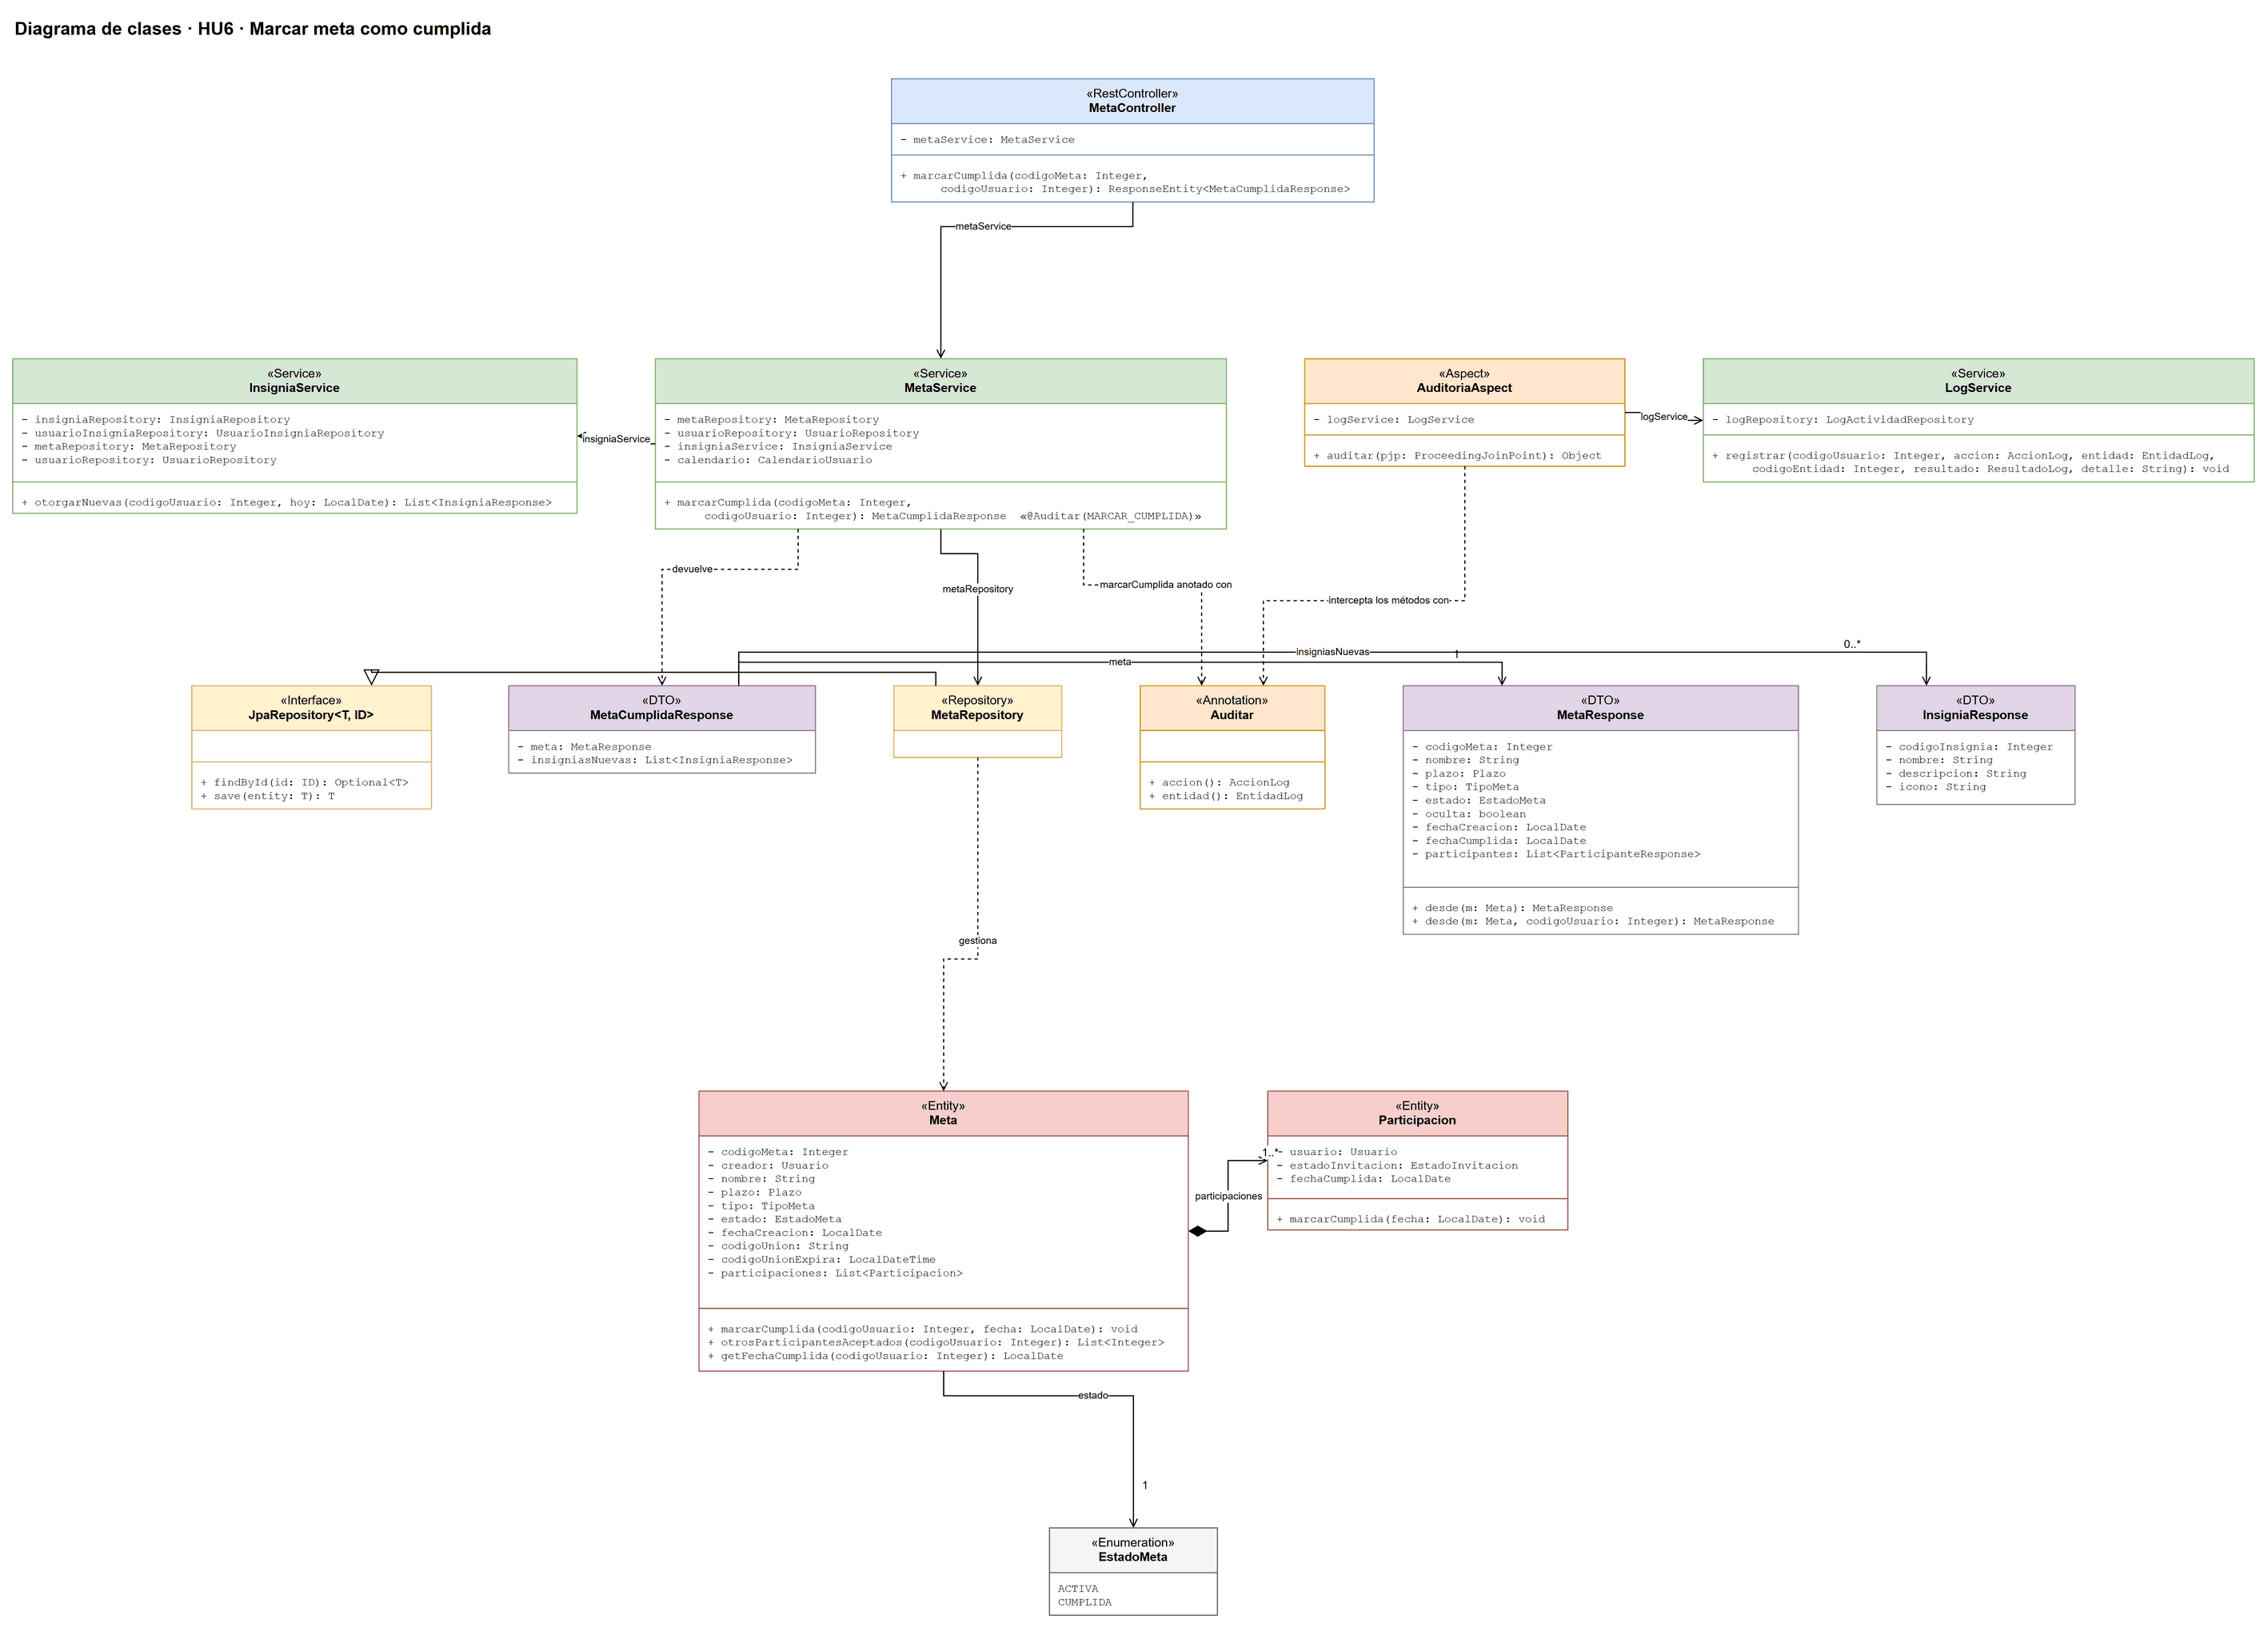 Diagrama de clases · HU6 · Marcar meta como cumplida
«RestController»
MetaController
- metaService: MetaService
+ marcarCumplida(codigoMeta: Integer,
codigoUsuario: Integer): ResponseEntity<MetaCumplidaResponse>
metaService
«Service»
InsigniaService
- insigniaRepository: InsigniaRepository
- usuarioInsigniaRepository: UsuarioInsigniaRepository
- metaRepository: MetaRepository
- usuarioRepository: UsuarioRepository
+ otorgarNuevas(codigoUsuario: Integer, hoy: LocalDate): List<InsigniaResponse>
insigniaService
«Service»
MetaService
- metaRepository: MetaRepository
- usuarioRepository: UsuarioRepository
- insigniaService: InsigniaService
- calendario: CalendarioUsuario
+ marcarCumplida(codigoMeta: Integer,
codigoUsuario: Integer): MetaCumplidaResponse «@Auditar(MARCAR_CUMPLIDA)»
«Aspect»
AuditoriaAspect
- logService: LogService
+ auditar(pjp: ProceedingJoinPoint): Object
logService
«Service»
LogService
- logRepository: LogActividadRepository
+ registrar(codigoUsuario: Integer, accion: AccionLog, entidad: EntidadLog,
codigoEntidad: Integer, resultado: ResultadoLog, detalle: String): void
devuelve
metaRepository
marcarCumplida anotado con
intercepta los métodos con
insigniasNuevas
0..*
meta
1
«Interface»
JpaRepository<T, ID>
+ findById(id: ID): Optional<T>
+ save(entity: T): T
«DTO»
MetaCumplidaResponse
- meta: MetaResponse
- insigniasNuevas: List<InsigniaResponse>
«Repository»
MetaRepository
«Annotation»
Auditar
+ accion(): AccionLog
+ entidad(): EntidadLog
«DTO»
MetaResponse
- codigoMeta: Integer
- nombre: String
- plazo: Plazo
- tipo: TipoMeta
- estado: EstadoMeta
- oculta: boolean
- fechaCreacion: LocalDate
- fechaCumplida: LocalDate
- participantes: List<ParticipanteResponse>
+ desde(m: Meta): MetaResponse
+ desde(m: Meta, codigoUsuario: Integer): MetaResponse
«DTO»
InsigniaResponse
- codigoInsignia: Integer
- nombre: String
- descripcion: String
- icono: String
gestiona
«Entity»
Meta
- codigoMeta: Integer
- creador: Usuario
- nombre: String
- plazo: Plazo
- tipo: TipoMeta
- estado: EstadoMeta
- fechaCreacion: LocalDate
- codigoUnion: String
- codigoUnionExpira: LocalDateTime
- participaciones: List<Participacion>
+ marcarCumplida(codigoUsuario: Integer, fecha: LocalDate): void
+ otrosParticipantesAceptados(codigoUsuario: Integer): List<Integer>
+ getFechaCumplida(codigoUsuario: Integer): LocalDate
participaciones
1..*
«Entity»
Participacion
- usuario: Usuario
- estadoInvitacion: EstadoInvitacion
- fechaCumplida: LocalDate
+ marcarCumplida(fecha: LocalDate): void
estado
1
«Enumeration»
EstadoMeta
ACTIVA
CUMPLIDA